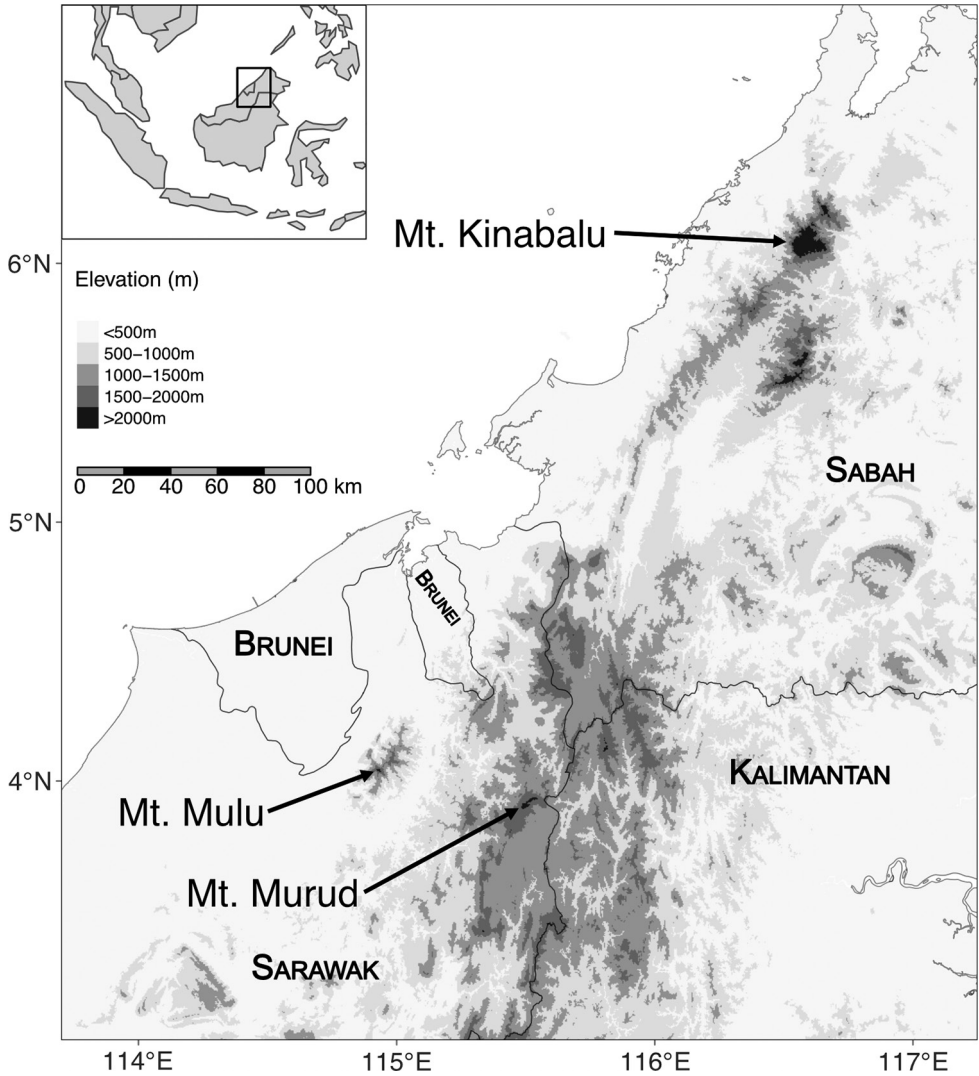 Mt. Kinabalu
6°N
Elevation (m)
<500m
500–1000m
1000–1500m
1500–2000m
>2000m
0 20 40 60 80 100 km
SABAH
5°N
BRUNEI
BRUNEI
4°N
KALIMANTAN
Mt. Mulu
Mt. Murud
SARAWAK
114°E 115°E 116°E 117°E